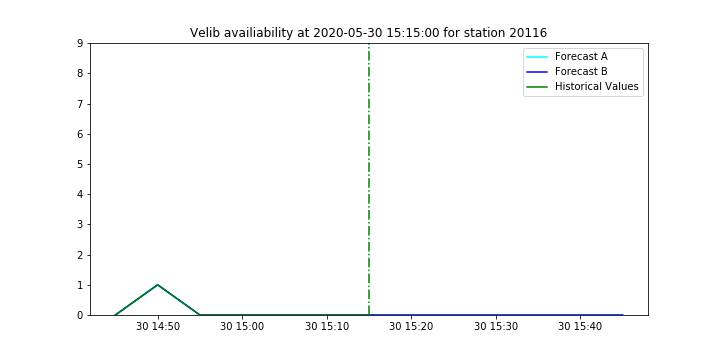 Velib availiability at 2020-05-30 15:15:00 for station 20116
9
8
7
6
5
4
3
2
1
0
Forecast A
Forecast B
Historical Values
30 14:50 30 15:00 30 15:10 30 15:20 30 15:30 30 15:40